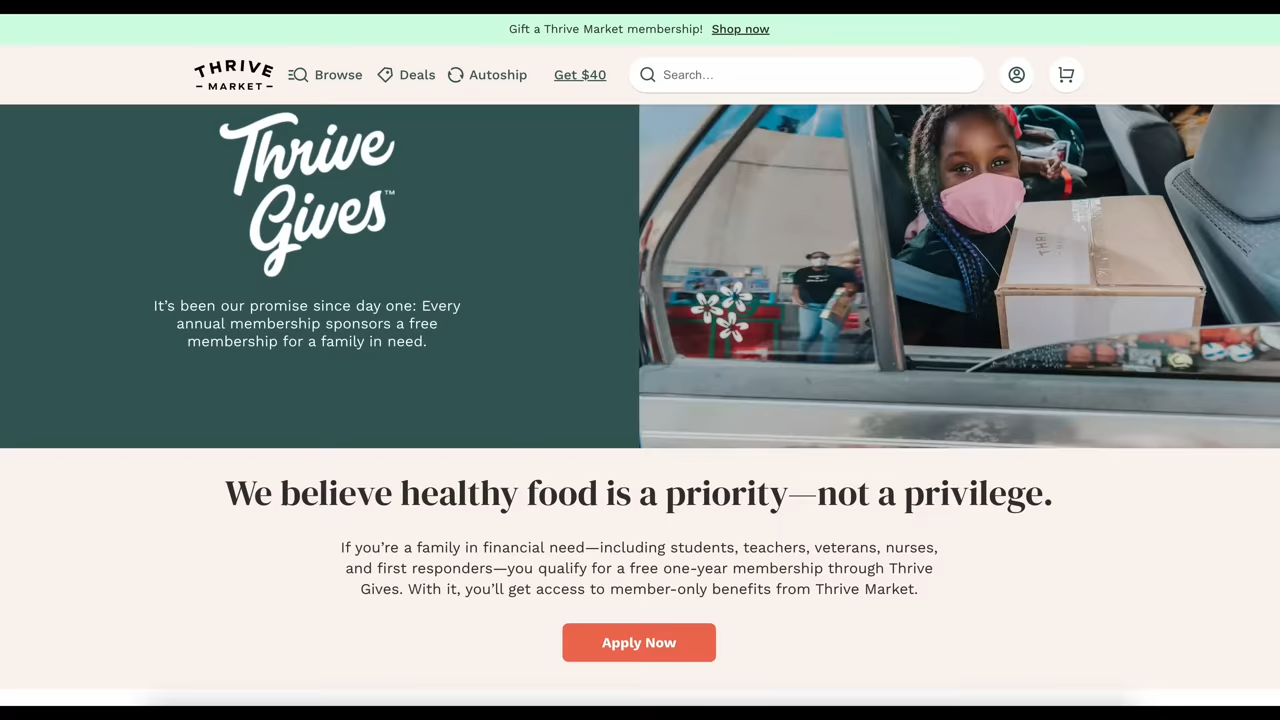 Gift a Thrive Market membership! Shop now
THRIVE
MARKET
Browse
Deals
Autoship
Get $40
Search...
Thrive
Gives™
It's been our promise since day one: Every
annual membership sponsors a free
membership for a family in need.
We believe healthy food is a priority—not a privilege.
If you're a family in financial need—including students, teachers, veterans, nurses,
and first responders—you qualify for a free one-year membership through Thrive
Gives. With it, you'll get access to member-only benefits from Thrive Market.
Apply Now